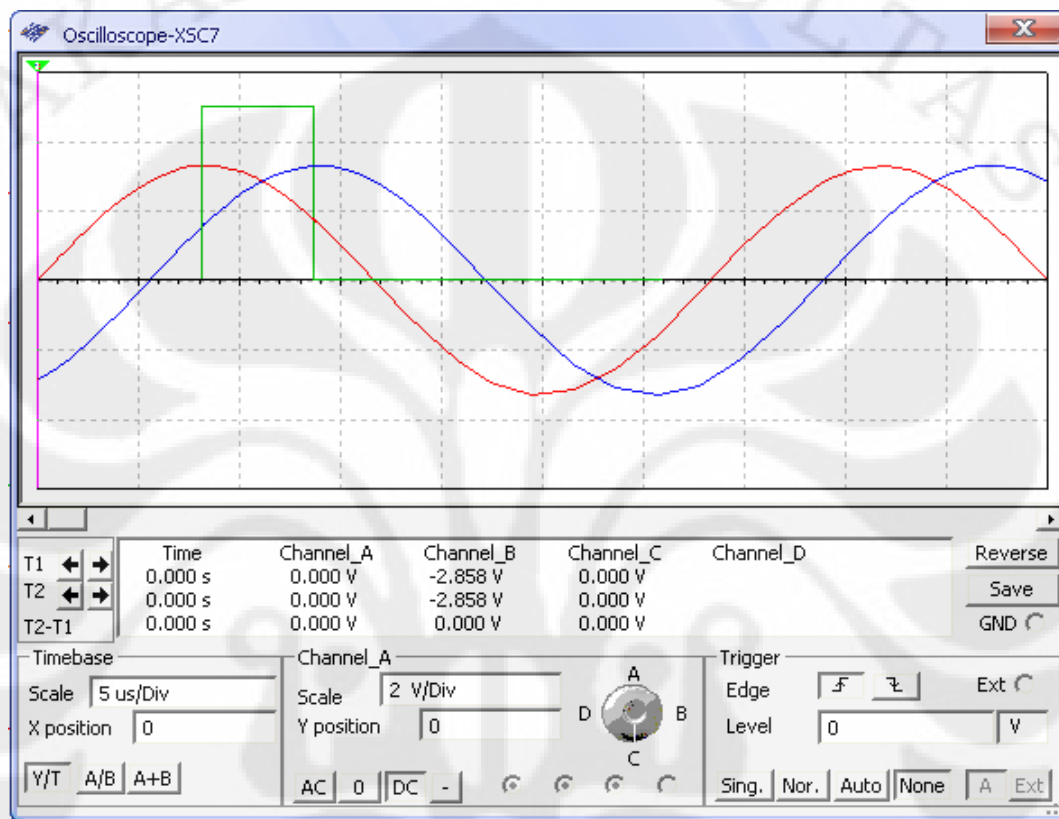 Oscilloscope-XSC7
X
T1
T2
T2-T1
Time Channel_A Channel_B Channel_C Channel_D
0.000 s 0.000 V -2.858 V 0.000 V
0.000 s 0.000 V -2.858 V 0.000 V
0.000 s 0.000 V 0.000 V 0.000 V
Reverse
Save
GND
Timebase
Scale 5 us/Div
X position 0
Y/T A/B A+B
Channel_A
Scale 2 V/Div
Y position 0
AC 0 DC -
A
D B
C
Trigger
Edge Ext
Level 0 V
Sing. Nor. Auto None A Ext